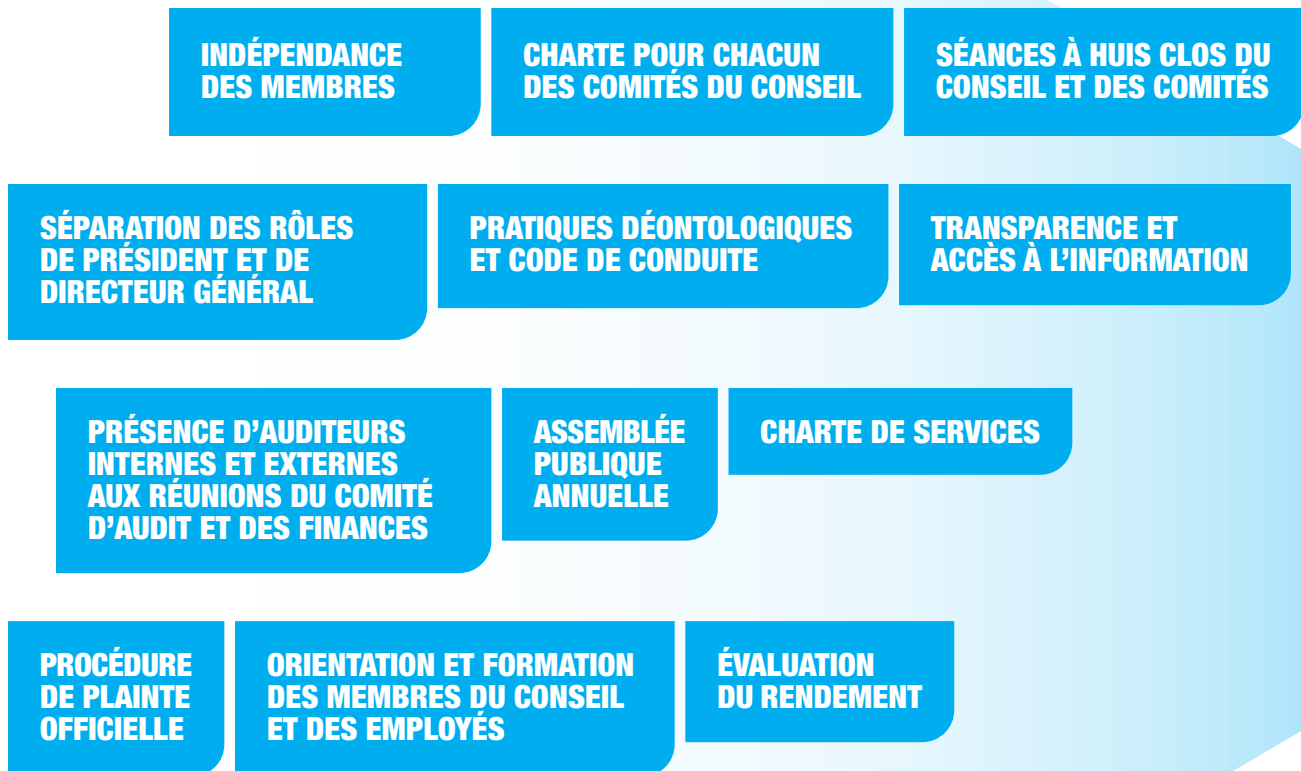 INDÉPENDANCE
DES MEMBRES
CHARTE POUR CHACUN
DES COMITÉS DU CONSEIL
SÉANCES À HUIS CLOS DU
CONSEIL ET DES COMITÉS
SÉPARATION DES RÔLES
DE PRÉSIDENT ET DE
DIRECTEUR GÉNÉRAL
PRATIQUES DÉONTOLOGIQUES
ET CODE DE CONDUITE
TRANSPARENCE ET
ACCÈS À L’INFORMATION
PRÉSENCE D’AUDITEURS
INTERNES ET EXTERNES
AUX RÉUNIONS DU COMITÉ
D’AUDIT ET DES FINANCES
ASSEMBLÉE
PUBLIQUE
ANNUELLE
CHARTE DE SERVICES
PROCÉDURE
DE PLAINTE
OFFICIELLE
ORIENTATION ET FORMATION
DES MEMBRES DU CONSEIL
ET DES EMPLOYÉS
ÉVALUATION
DU RENDEMENT